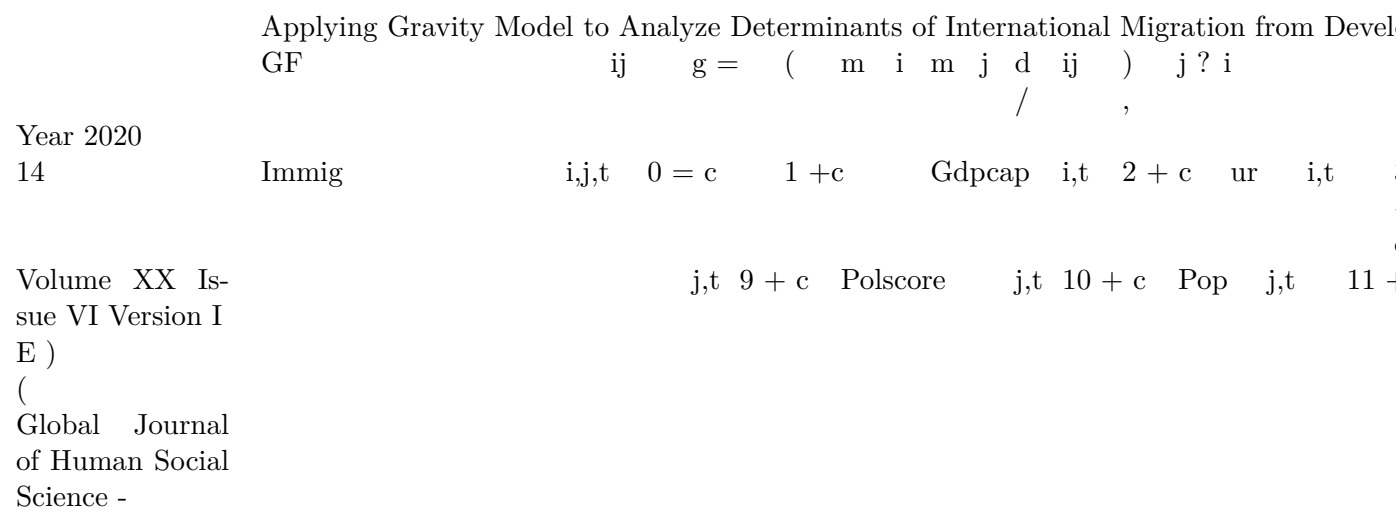 Applying Gravity Model to Analyze Determinants of International Migration from
GF ij g = ( m i m j d ij ) j ? i
/ ,
Year 2020
14 Immig i,j,t 0 = c 1 +c Gdpcap i,t 2 + c ur i,t
Volume XX Is- j,t 9 + c Polscore j,t 10 + c Pop j,t 11 +
sue VI Version I
E )
(
Global Journal
of Human Social
Science -